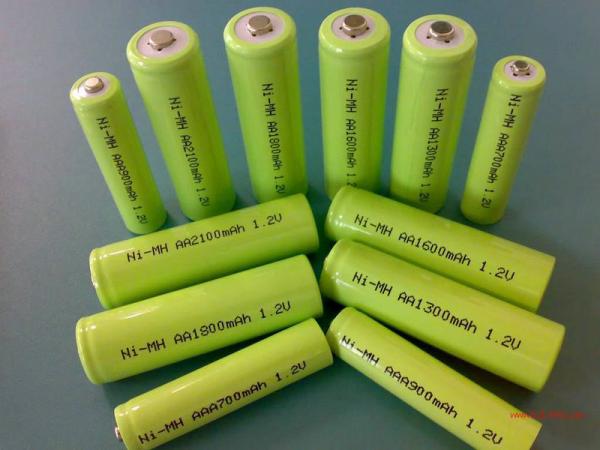 Ni-MH AAA900mAh 1.2V
Ni-MH AA2100mAh 1.2V
Ni-MH AA1800mAh 1.2V
Ni-MH AA1600mAh 1.2V
Ni-MH AA1300mAh 1.2V
Ni-MH AAA700mAh 1.2V
Ni-MH AA2100mAh 1.2V
Ni-MH AA1600mAh 1.2V
Ni-MH AA1800mAh 1.2V
Ni-MH AA1300mAh 1.2V
Ni-MH AAA700mAh 1.2V
Ni-MH AAA900mAh 1.2V